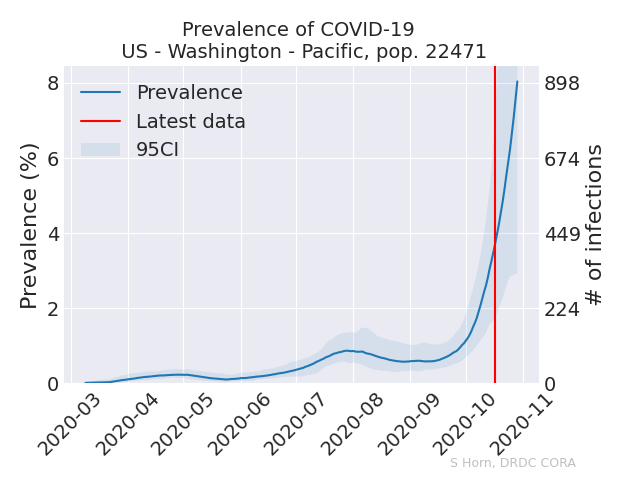 Prevalence of COVID-19
US - Washington - Pacific, pop. 22471
Prevalence
Latest data
95CI
Prevalence (%)
8
6
4
2
0
898
674
449
224
0
# of infections
2020-03
2020-04
2020-05
2020-06
2020-07
2020-08
2020-09
2020-10
2020-11
S Horn, DRDC CORA